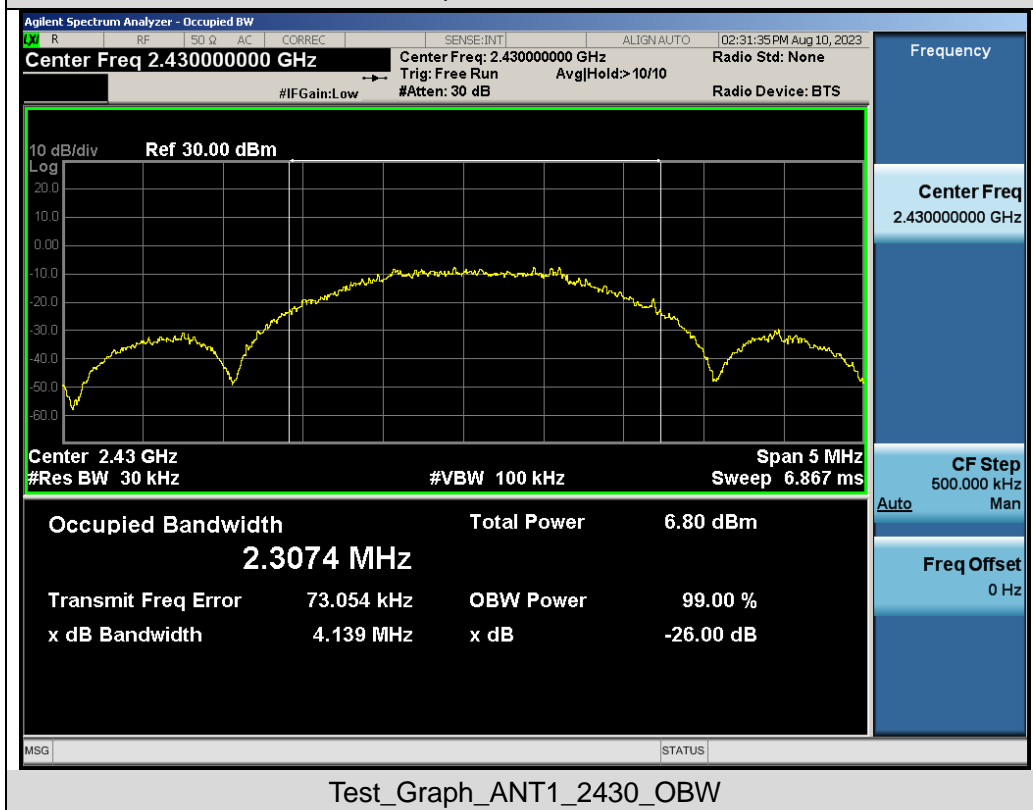 Agilent Spectrum Analyzer - Occupied BW
LXI R RF 50 Ω AC CORREC SENSE:INT ALIGN AUTO 02:31:35 PM Aug 10, 2023
Center Freq 2.430000000 GHz Center Freq: 2.430000000 GHz Radio Std: None
Trig: Free Run Avg|Hold:> 10/10
#IFGain:Low #Atten: 30 dB Radio Device: BTS
10 dB/div Ref 30.00 dBm
Log
20.0
10.0
0.00
-10.0
-20.0
-30.0
-40.0
-50.0
-60.0
Center 2.43 GHz Span 5 MHz
#Res BW 30 kHz #VBW 100 kHz Sweep 6.867 ms
Occupied Bandwidth Total Power 6.80 dBm
2.3074 MHz
Transmit Freq Error 73.054 kHz OBW Power 99.00 %
x dB Bandwidth 4.139 MHz x dB -26.00 dB
Frequency
Center Freq
2.430000000 GHz
CF Step
500.000 kHz
Auto Man
Freq Offset
0 Hz
MSG STATUS
Test_Graph_ANT1_2430_OBW